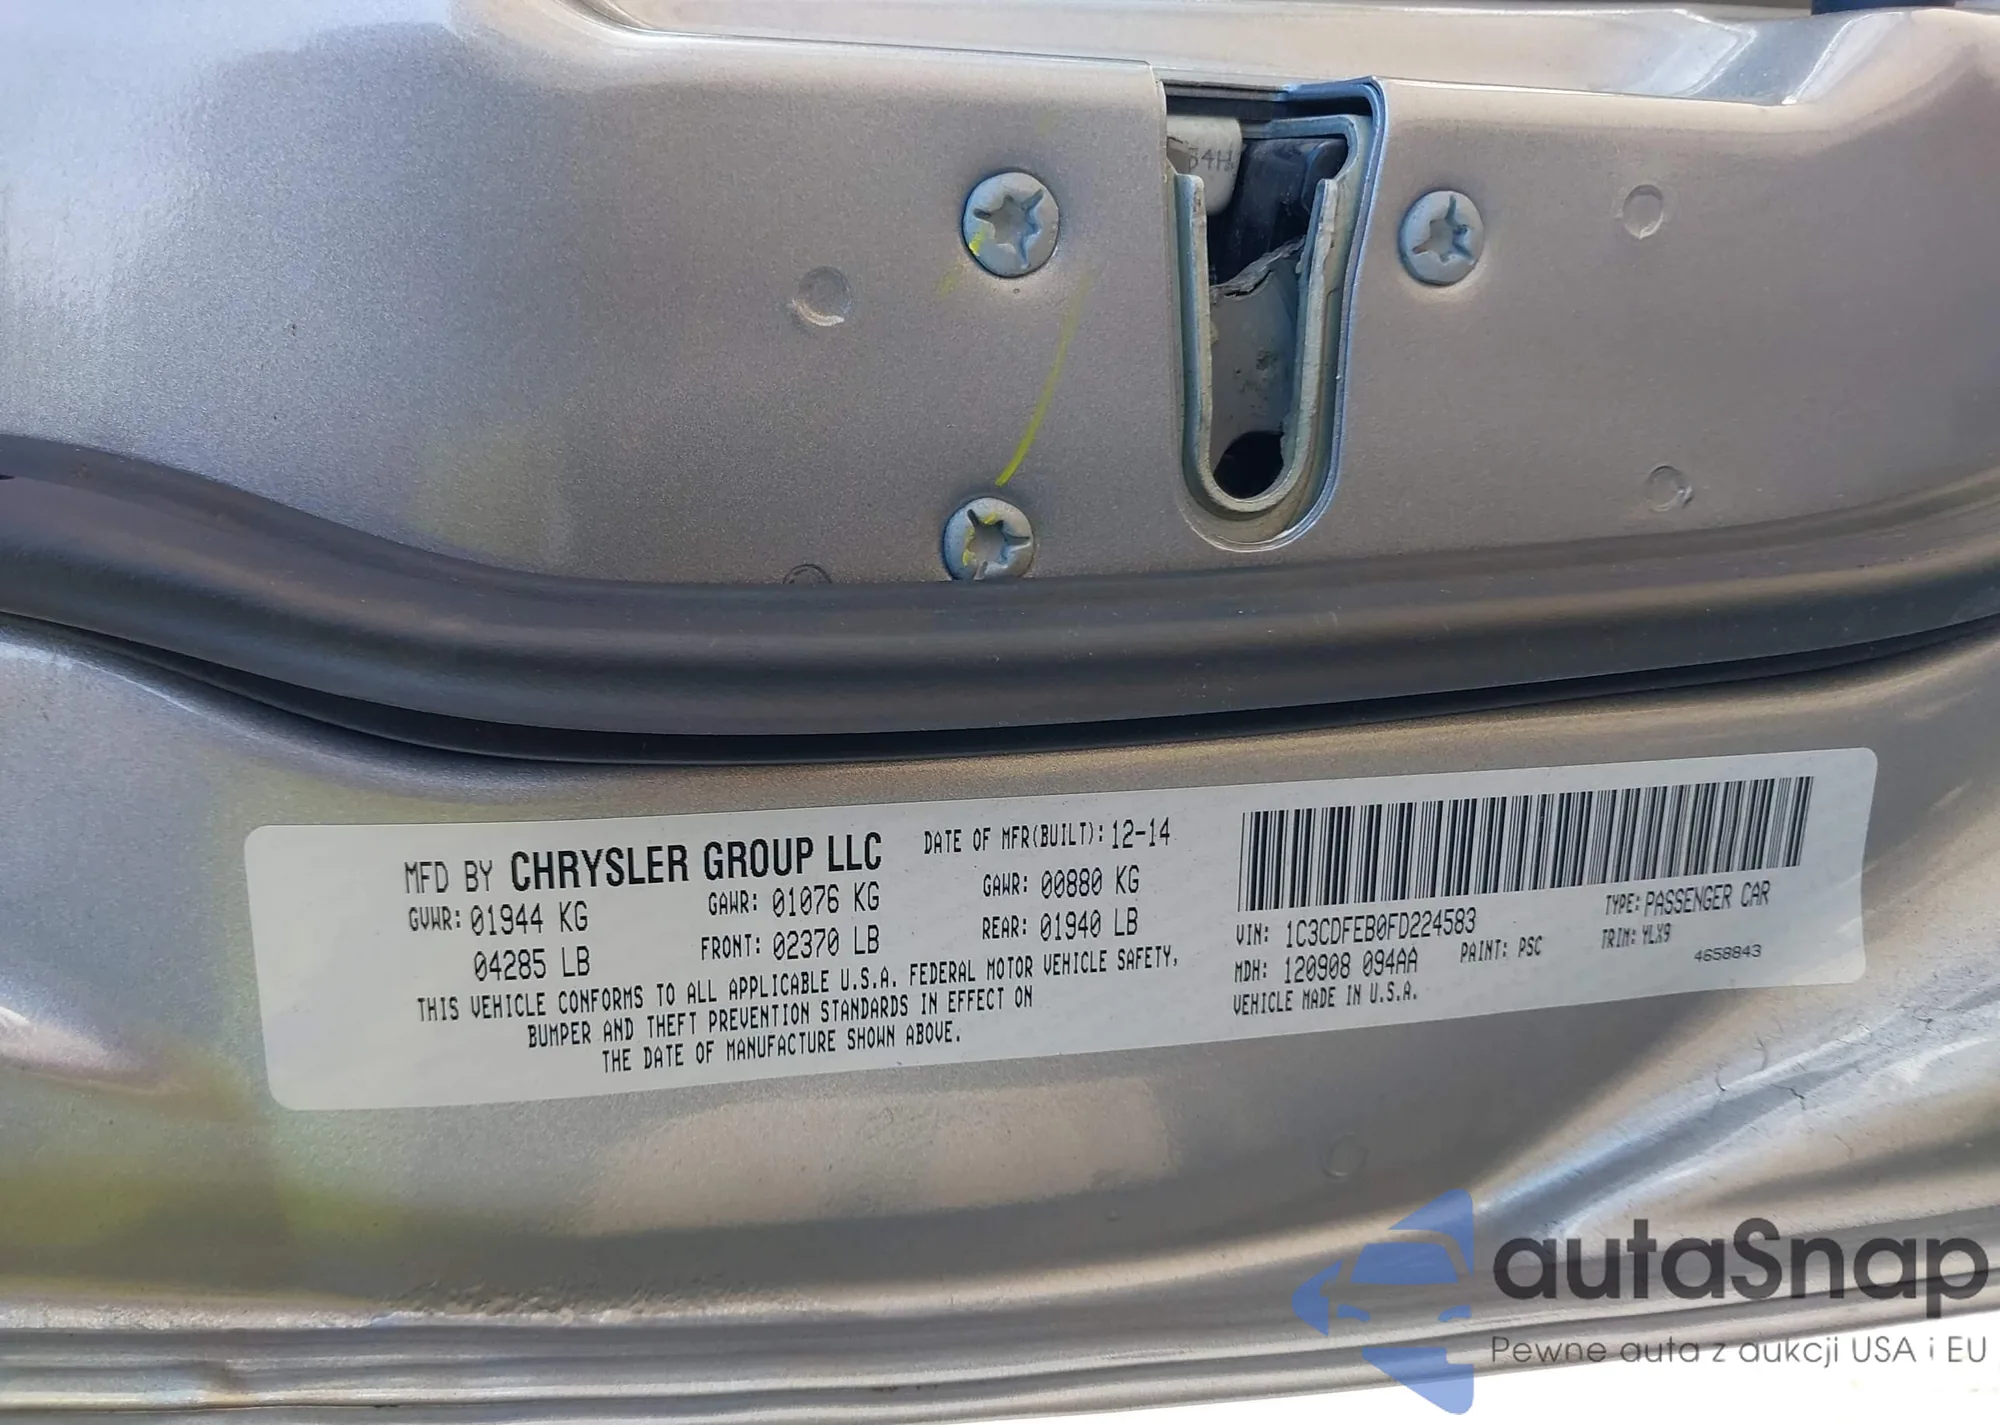 34H
MFD BY CHRYSLER GROUP LLC DATE OF MFR(BUILT): 12-14
GVWR: 01944 KG GAWR: 01076 KG GAWR: 00880 KG
04285 LB FRONT: 02370 LB REAR: 01940 LB
THIS VEHICLE CONFORMS TO ALL APPLICABLE U.S.A. FEDERAL MOTOR VEHICLE SAFETY,
BUMPER AND THEFT PREVENTION STANDARDS IN EFFECT ON
THE DATE OF MANUFACTURE SHOWN ABOVE.
VIN: 1C3CDFEB0FD224583 TYPE: PASSENGER CAR
MDH: 120908 094AA PAINT: PSC TRIM: YLX9
VEHICLE MADE IN U.S.A. 4658843
autaSnap
Pewne auta z aukcji USA i EU